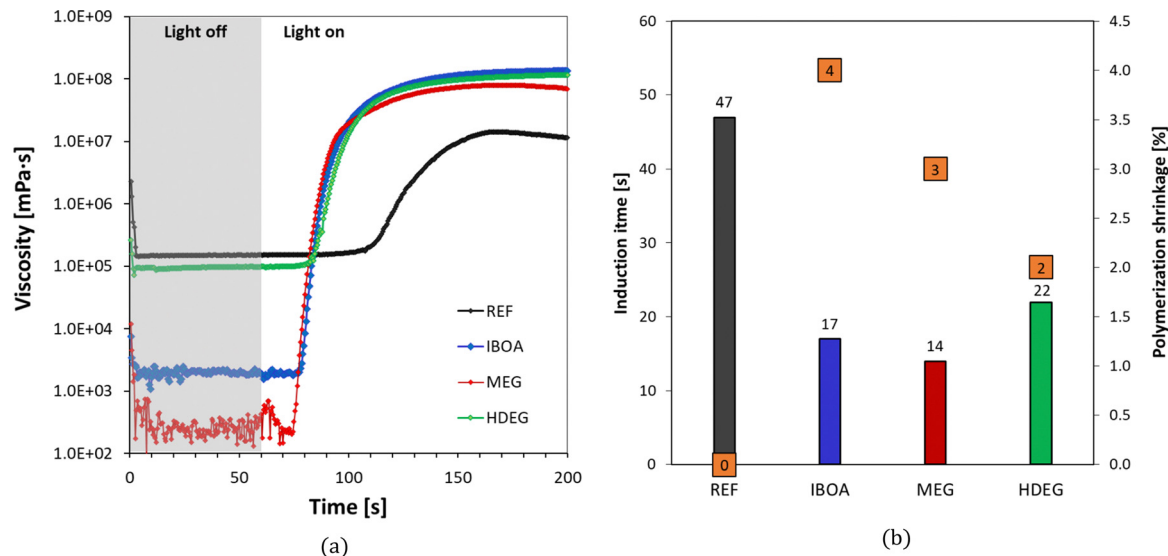 Light off
Light on
1.0E+09
1.0E+08
1.0E+07
1.0E+06
1.0E+05
1.0E+04
1.0E+03
1.0E+02
Viscosity [mPa·s]
REF
IBOA
MEG
HDEG
0
50
100
150
200
Time [s]
(a)
60
50
40
30
20
10
0
Induction itme [s]
47
17
14
22
0
4
3
2
4.5
4.0
3.5
3.0
2.5
2.0
1.5
1.0
0.5
0.0
Polymerization shrinkage [%]
REF
IBOA
MEG
HDEG
(b)